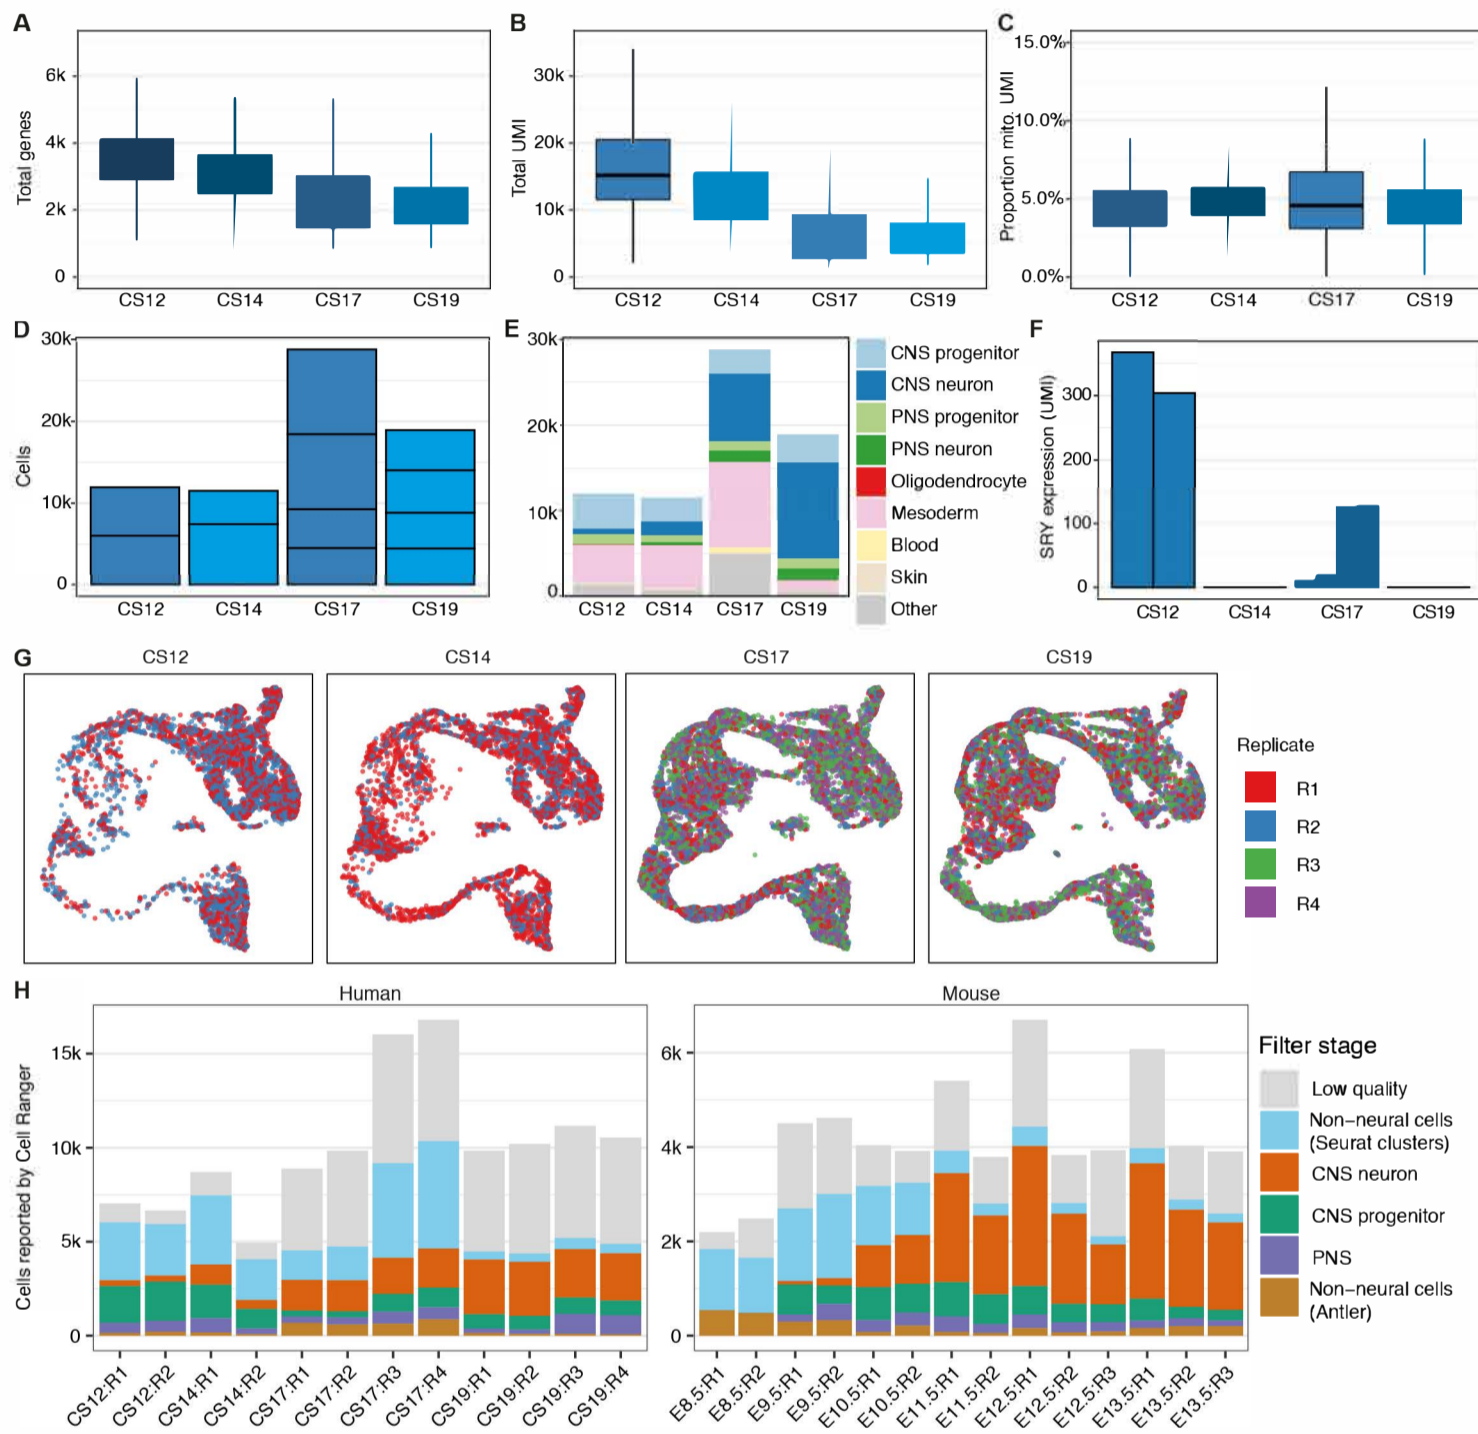 A
Total genes
6k
4k
2k
0
CS12
CS14
CS17
CS19
B
Total UMI
30k
20k
10k
0
CS12
CS14
CS17
CS19
C
Proportion mito. UMI
15.0%
10.0%
5.0%
0.0%
CS12
CS14
CS17
CS19
D
Cells
30k
20k
10k
0
CS12
CS14
CS17
CS19
E
30k
20k
10k
0
CS12
CS14
CS17
CS19
CNS progenitor
CNS neuron
PNS progenitor
PNS neuron
Oligodendrocyte
Mesoderm
Blood
Skin
Other
F
SRY expression (UMI)
300
200
100
0
CS12
CS14
CS17
CS19
G
CS12
CS14
CS17
CS19
Replicate
R1
R2
R3
R4
H
Human
Cells reported by Cell Ranger
15k
10k
5k
0
CS12:R1
CS12:R2
CS14:R1
CS14:R2
CS17:R1
CS17:R2
CS17:R3
CS17:R4
CS19:R1
CS19:R2
CS19:R3
CS19:R4
Mouse
6k
4k
2k
0
E8.5:R1
E8.5:R2
E9.5:R1
E9.5:R2
E10.5:R1
E10.5:R2
E11.5:R1
E11.5:R2
E12.5:R1
E12.5:R2
E12.5:R3
E13.5:R1
E13.5:R2
E13.5:R3
Filter stage
Low quality
Non−neural cells
(Seurat clusters)
CNS neuron
CNS progenitor
PNS
Non−neural cells
(Antler)